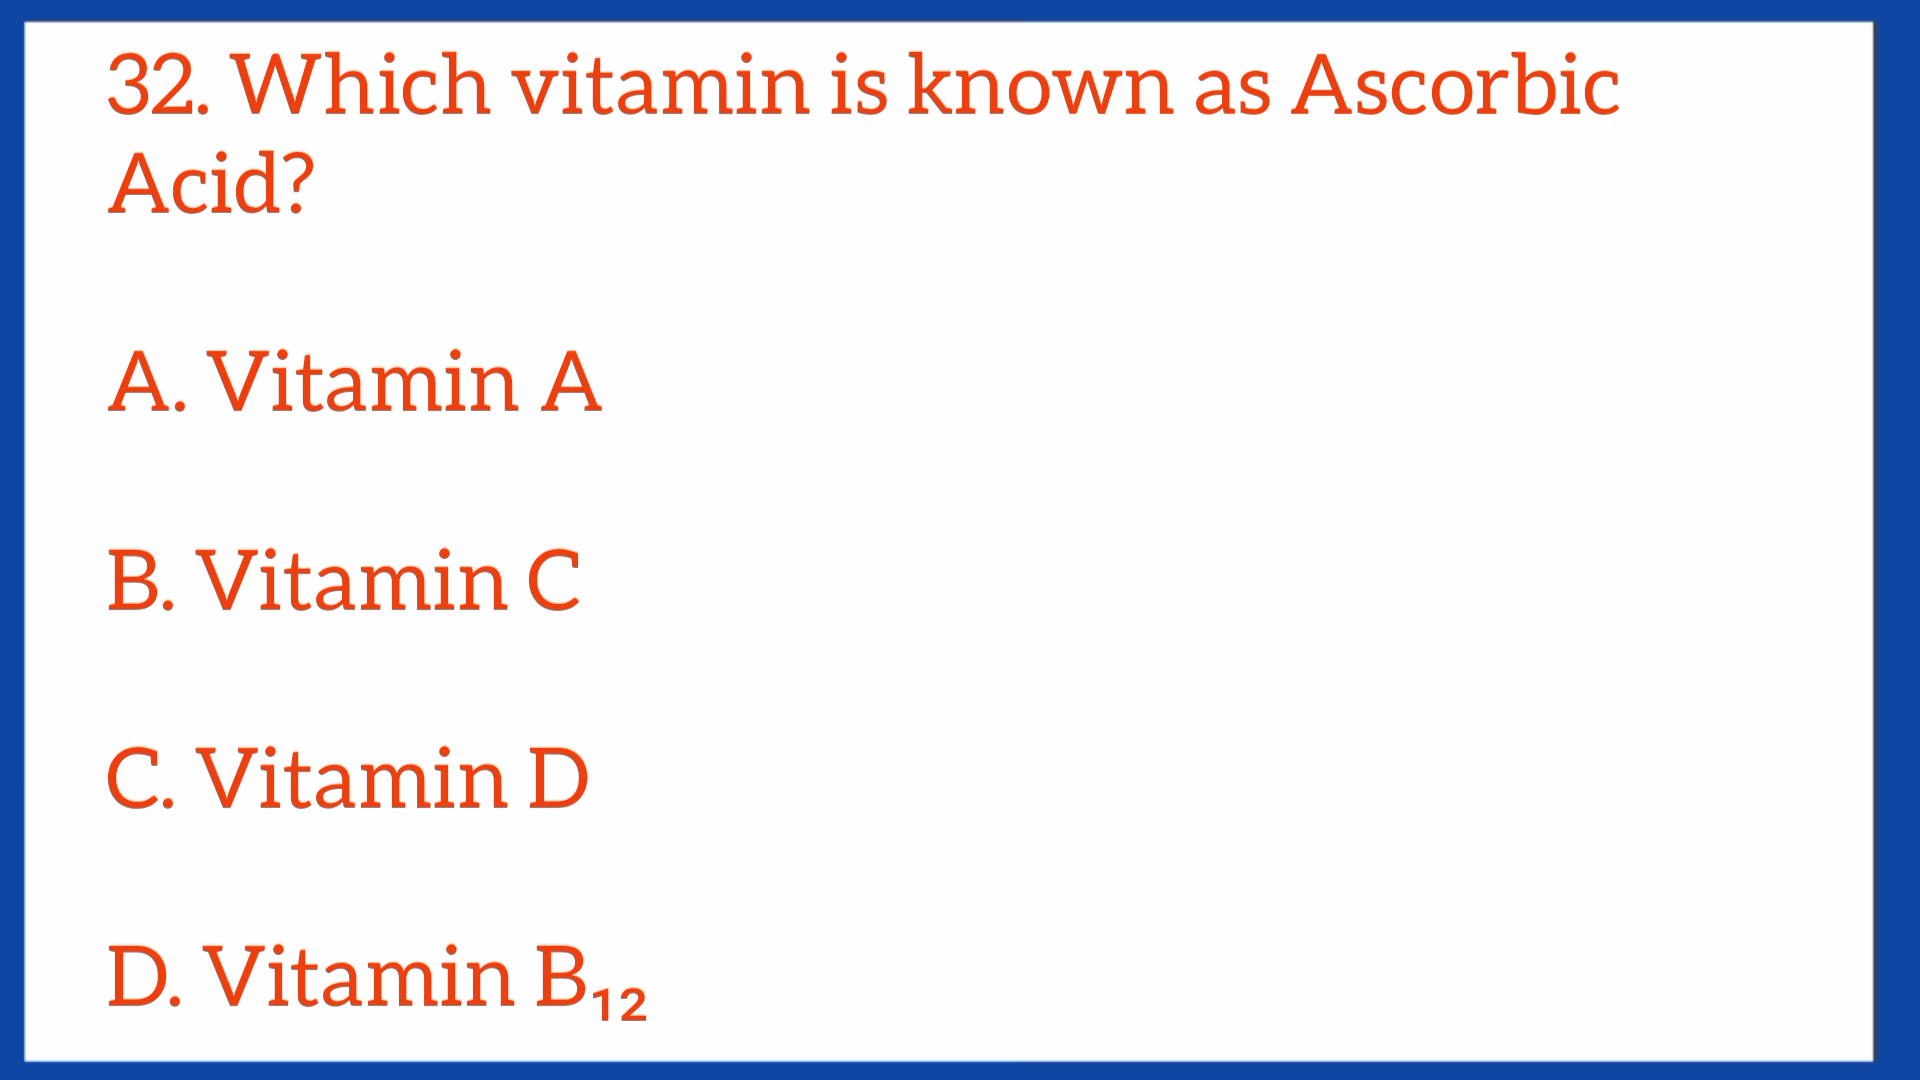 32. Which vitamin is known as Ascorbic
Acid?
A. Vitamin A
B. Vitamin C
C. Vitamin D
D. Vitamin B₁₂